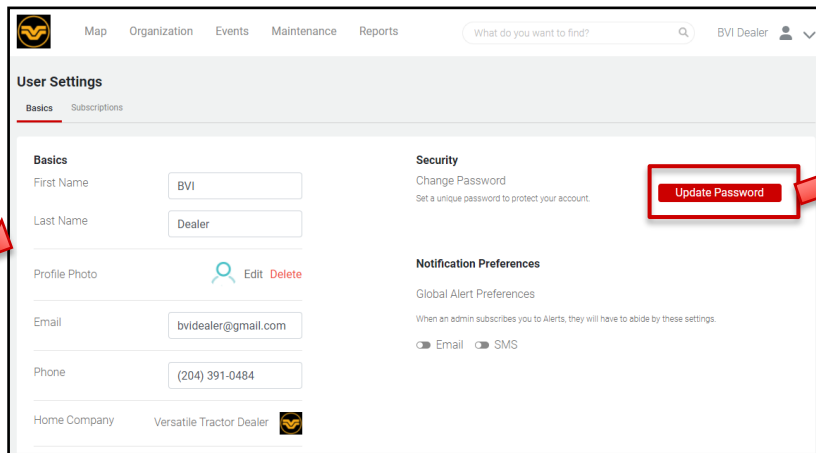 Map Organization Events Maintenance Reports What do you want to find? BVI Dealer
User Settings
Basics Subscriptions
Basics
First Name BVI
Last Name Dealer
Profile Photo Edit Delete
Email bvidealer@gmail.com
Phone (204) 391-0484
Home Company Versatile Tractor Dealer
Security
Change Password
Set a unique password to protect your account.
Update Password
Notification Preferences
Global Alert Preferences
When an admin subscribes you to Alerts, they will have to abide by these settings.
Email SMS